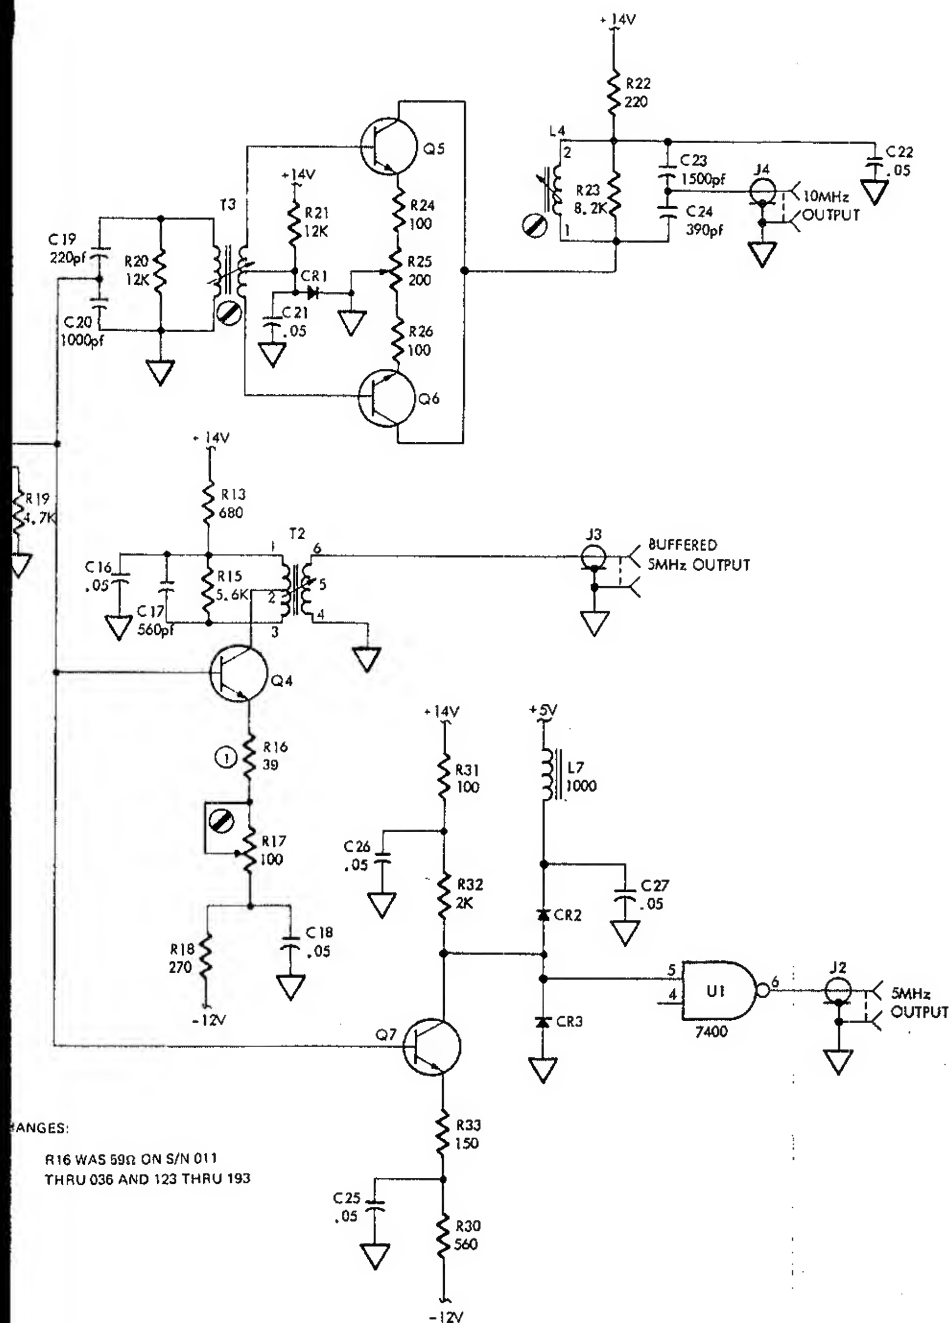 +14V
R22
220
L4
2
1
R23
8.2K
C23
1500pf
C24
390pf
J4
10MHz
OUTPUT
C22
.05
Q5
+14V
T3
R21
12K
R24
100
C19
220pf
R20
12K
CR1
R25
200
C20
1000pf
C21
.05
R26
100
Q6
+14V
R19
4.7K
R13
680
T2
1
6
J3
BUFFERED
5MHz OUTPUT
C16
.05
R15
5.6K
2
5
C17
560pf
3
4
Q4
+14V
+5V
1
R16
39
R31
100
L7
1000
R17
100
C26
.05
R32
2K
C27
.05
CR2
R18
270
C18
.05
5
4
U1
6
7400
J2
5MHz
OUTPUT
-12V
Q7
CR3
R33
150
ANGES:
R16 WAS 59Ω ON S/N 011
THRU 036 AND 123 THRU 193
C25
.05
R30
560
-12V